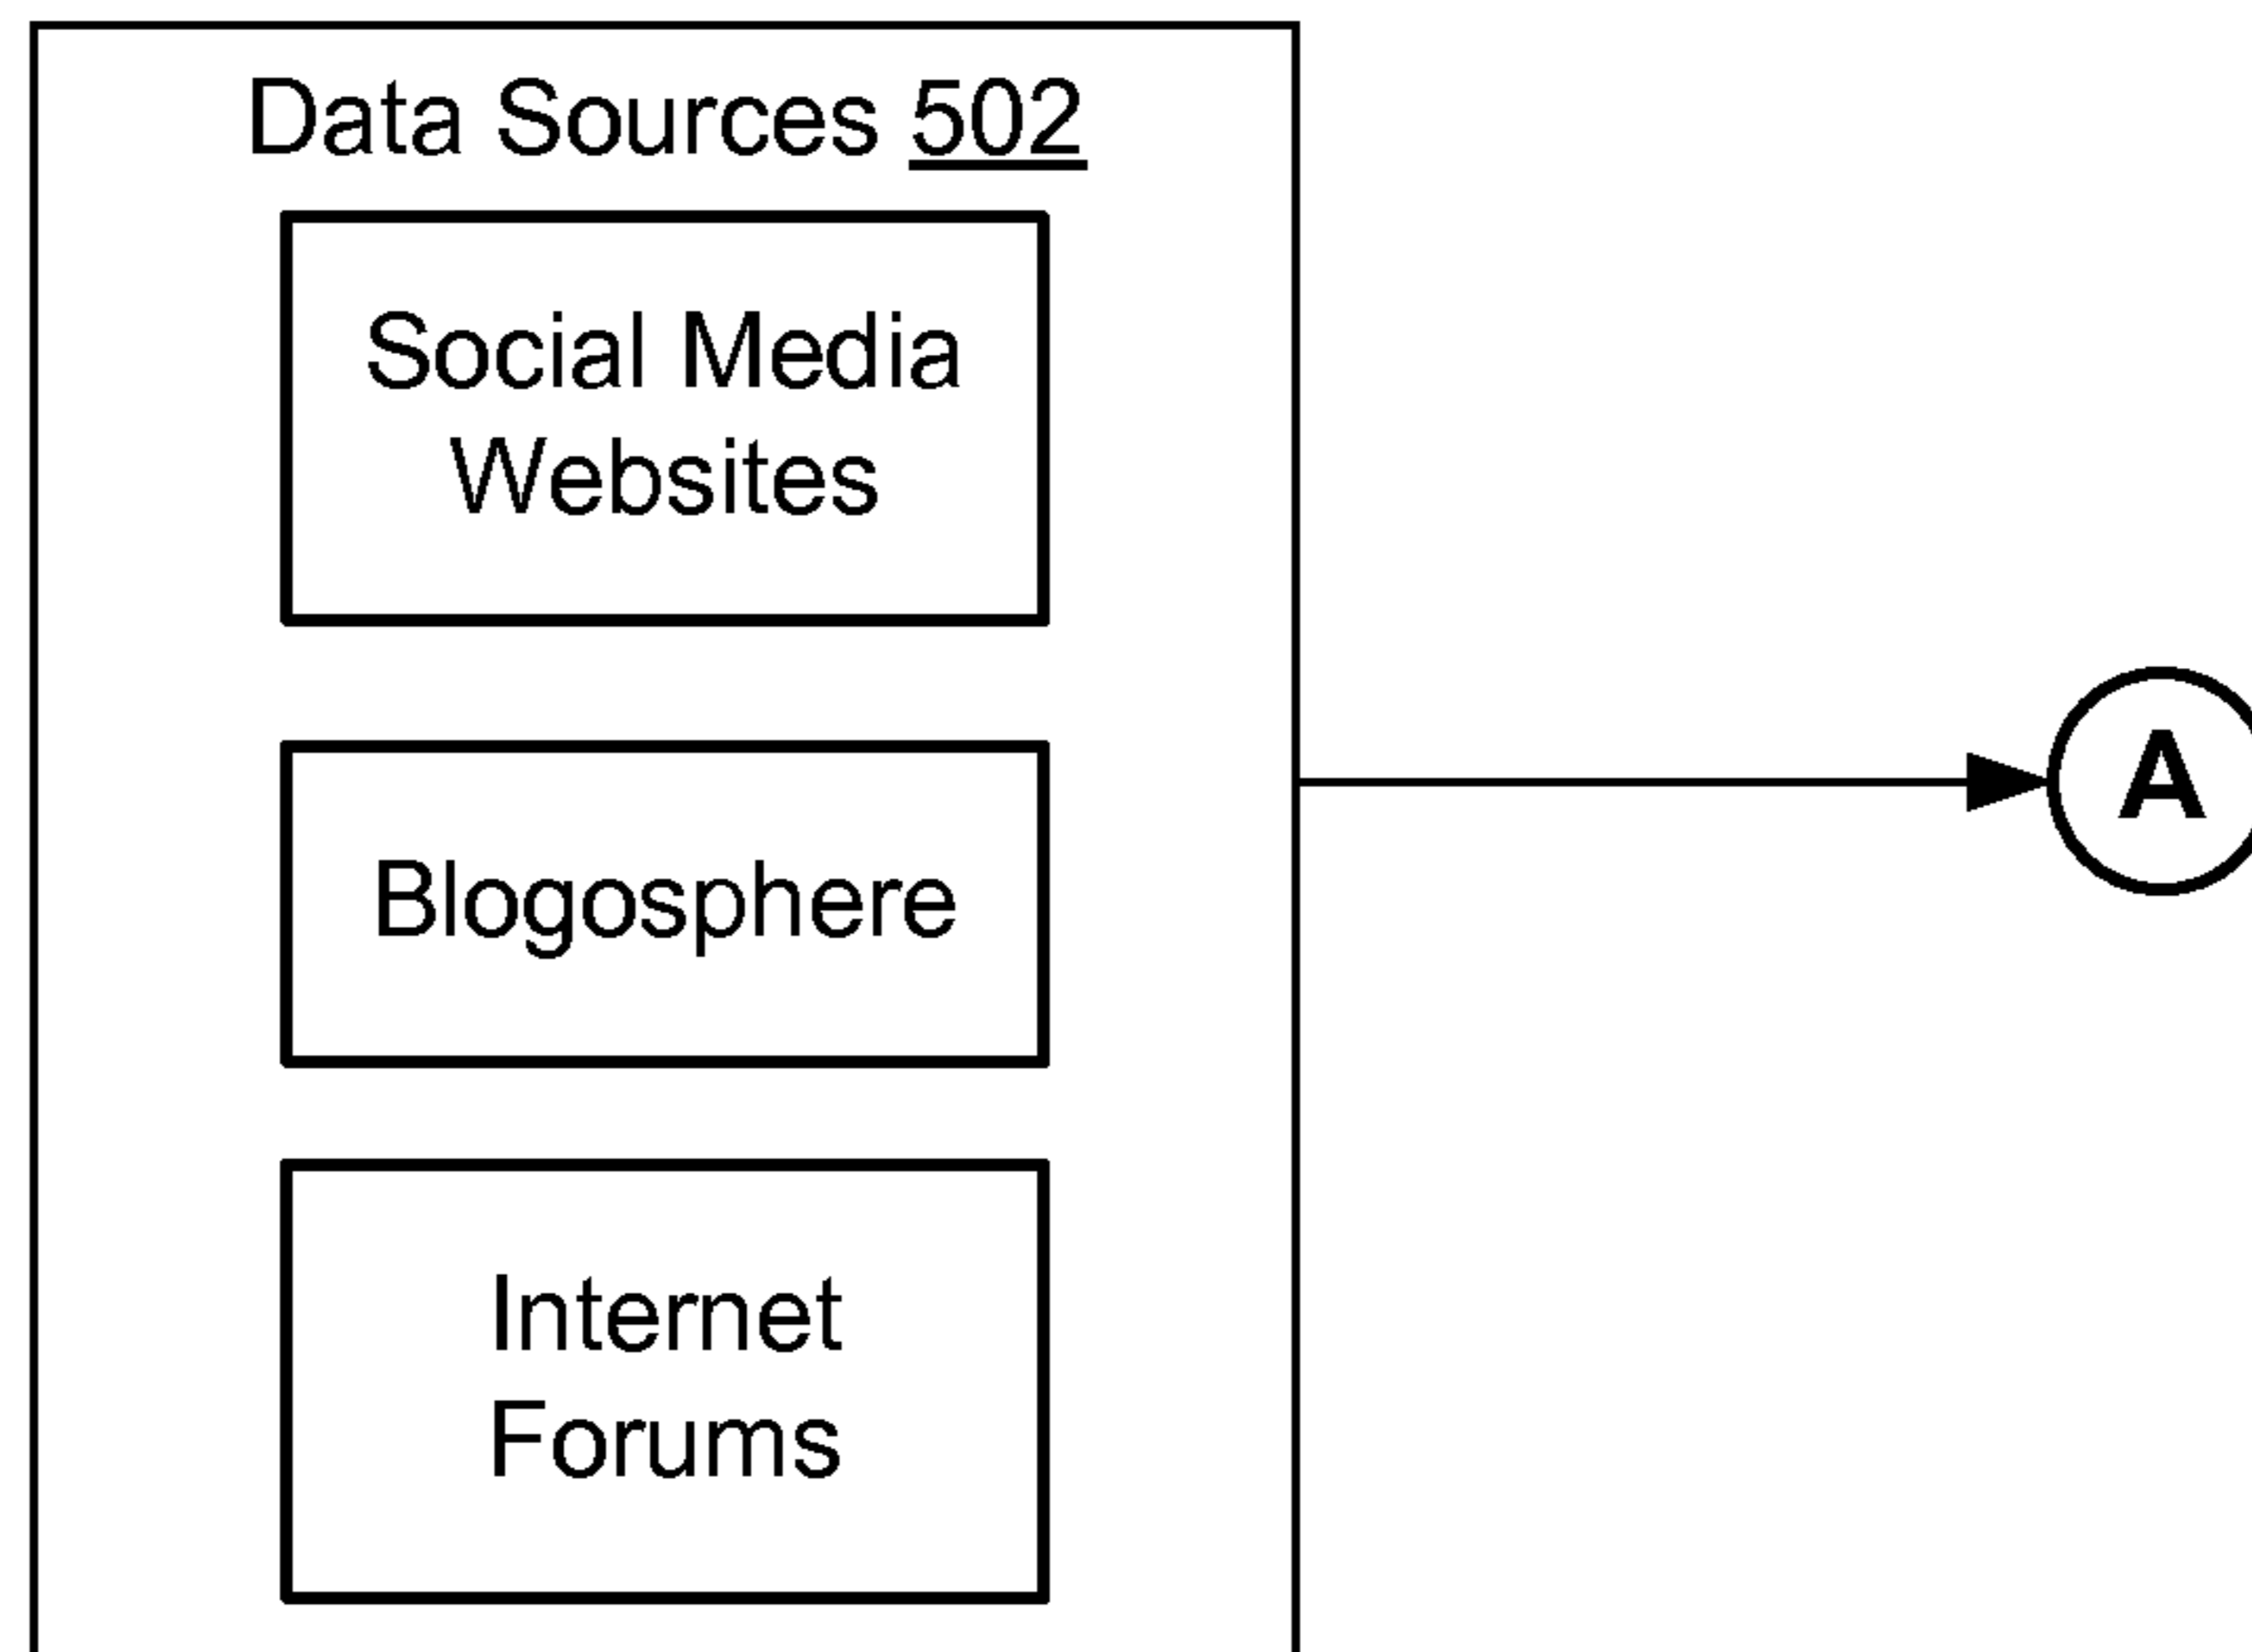 Data Sources 502
Social Media
Websites
Blogosphere
Internet
Forums
A